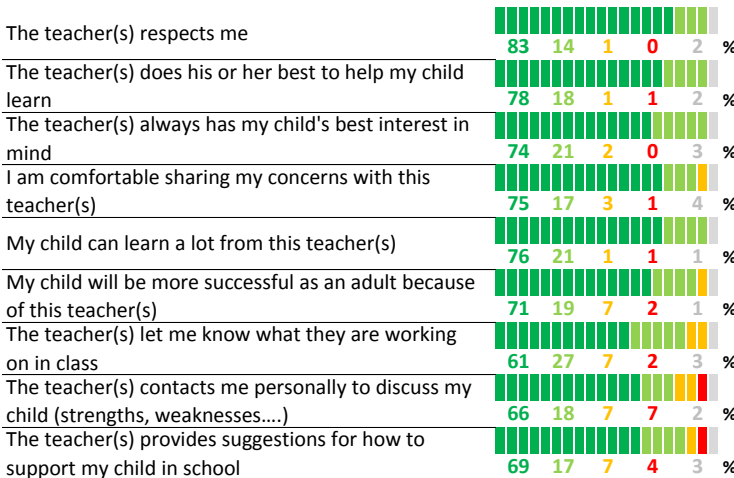 The teacher(s) respects me
83 14 1 0 2 %
The teacher(s) does his or her best to help my child
learn
78 18 1 1 2 %
The teacher(s) always has my child's best interest in
mind
74 21 2 0 3 %
I am comfortable sharing my concerns with this
teacher(s)
75 17 3 1 4 %
My child can learn a lot from this teacher(s)
76 21 1 1 1 %
My child will be more successful as an adult because
of this teacher(s)
71 19 7 2 1 %
The teacher(s) let me know what they are working
on in class
61 27 7 2 3 %
The teacher(s) contacts me personally to discuss my
child (strengths, weaknesses....)
66 18 7 7 2 %
The teacher(s) provides suggestions for how to
support my child in school
69 17 7 4 3 %